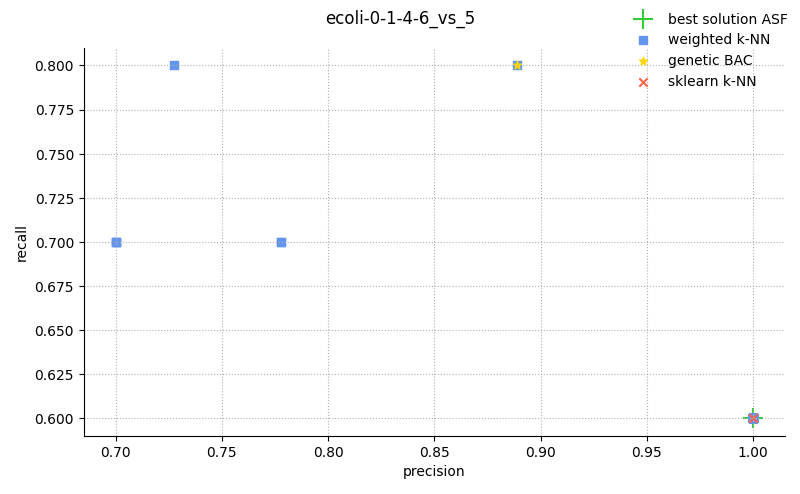 ecoli-0-1-4-6_vs_5
best solution ASF
weighted k-NN
genetic BAC
sklearn k-NN
0.800
0.775
0.750
0.725
0.700
0.675
0.650
0.625
0.600
recall
0.70 0.75 0.80 0.85 0.90 0.95 1.00
precision